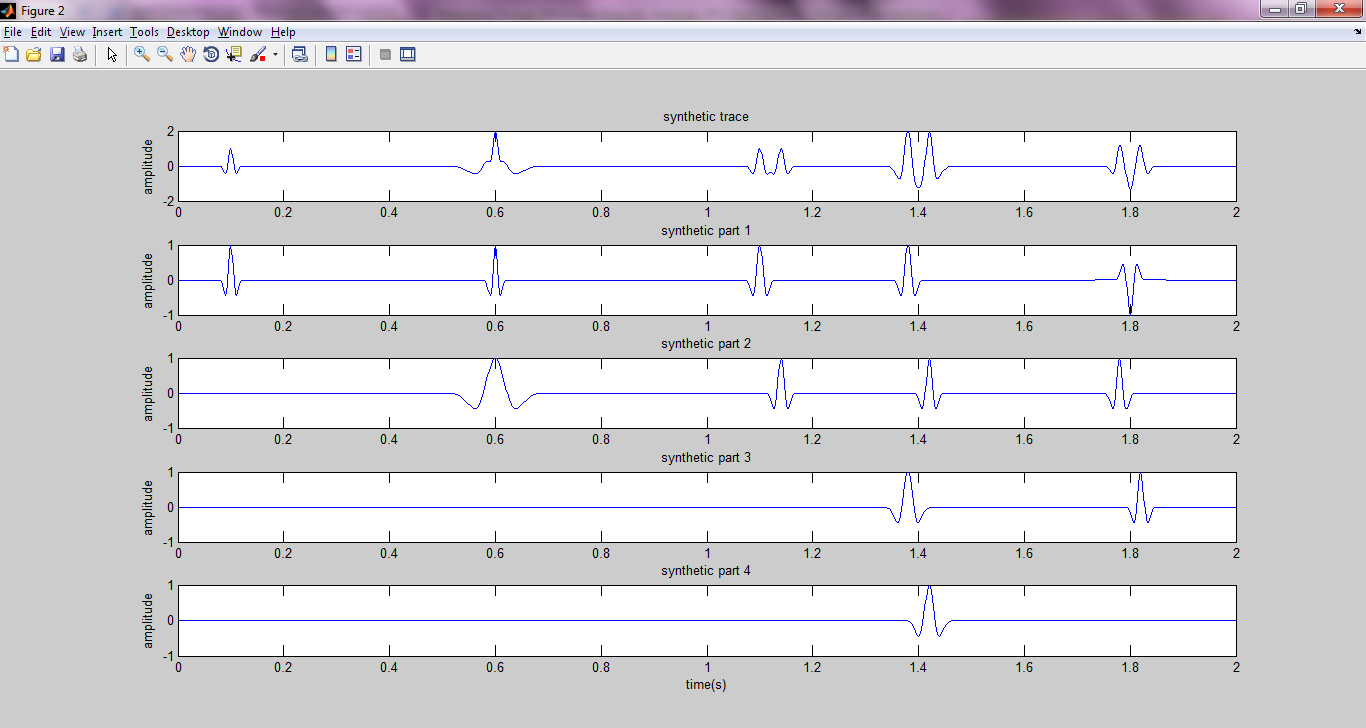 Figure 2
File Edit View Insert Tools Desktop Window Help
synthetic trace
amplitude
2
0
-2
0 0.2 0.4 0.6 0.8 1 1.2 1.4 1.6 1.8 2
synthetic part 1
amplitude
1
0
-1
0 0.2 0.4 0.6 0.8 1 1.2 1.4 1.6 1.8 2
synthetic part 2
amplitude
1
0
-1
0 0.2 0.4 0.6 0.8 1 1.2 1.4 1.6 1.8 2
synthetic part 3
amplitude
1
0
-1
0 0.2 0.4 0.6 0.8 1 1.2 1.4 1.6 1.8 2
synthetic part 4
amplitude
1
0
-1
0 0.2 0.4 0.6 0.8 1 1.2 1.4 1.6 1.8 2
time(s)